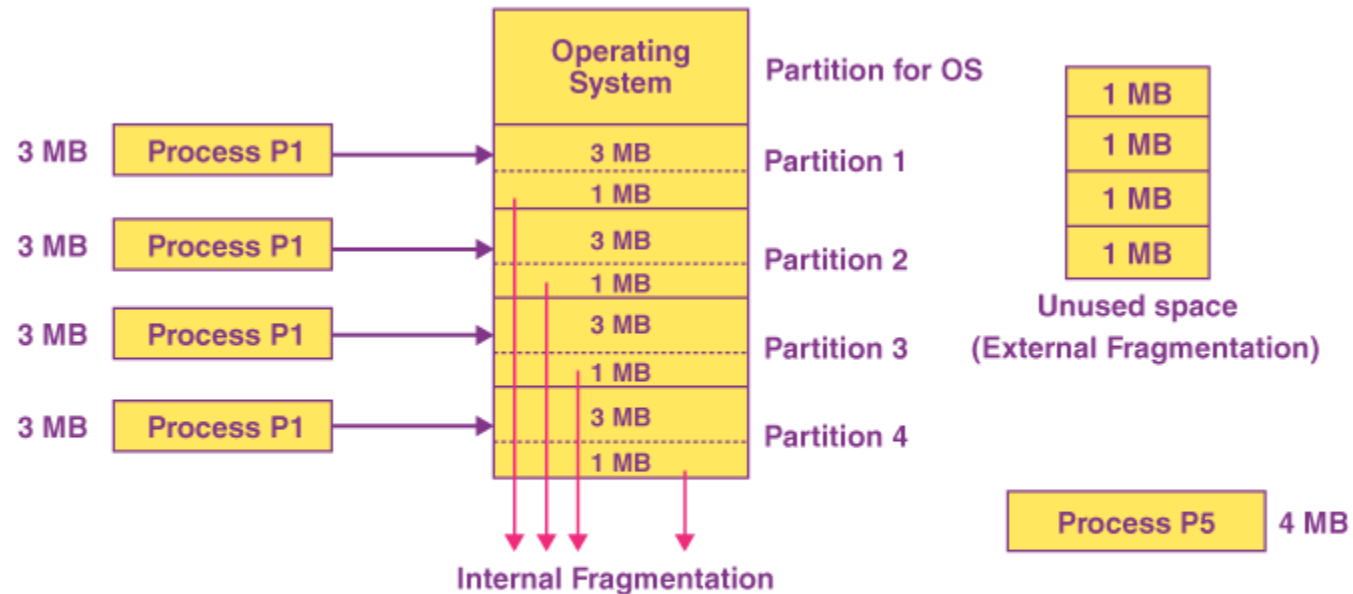 Operating
System
Partition for OS
3 MB
Process P1
3 MB
1 MB
Partition 1
3 MB
Process P1
3 MB
1 MB
Partition 2
3 MB
Process P1
3 MB
1 MB
Partition 3
3 MB
Process P1
3 MB
1 MB
Partition 4
Internal Fragmentation
1 MB
1 MB
1 MB
1 MB
Unused space
(External Fragmentation)
Process P5
4 MB